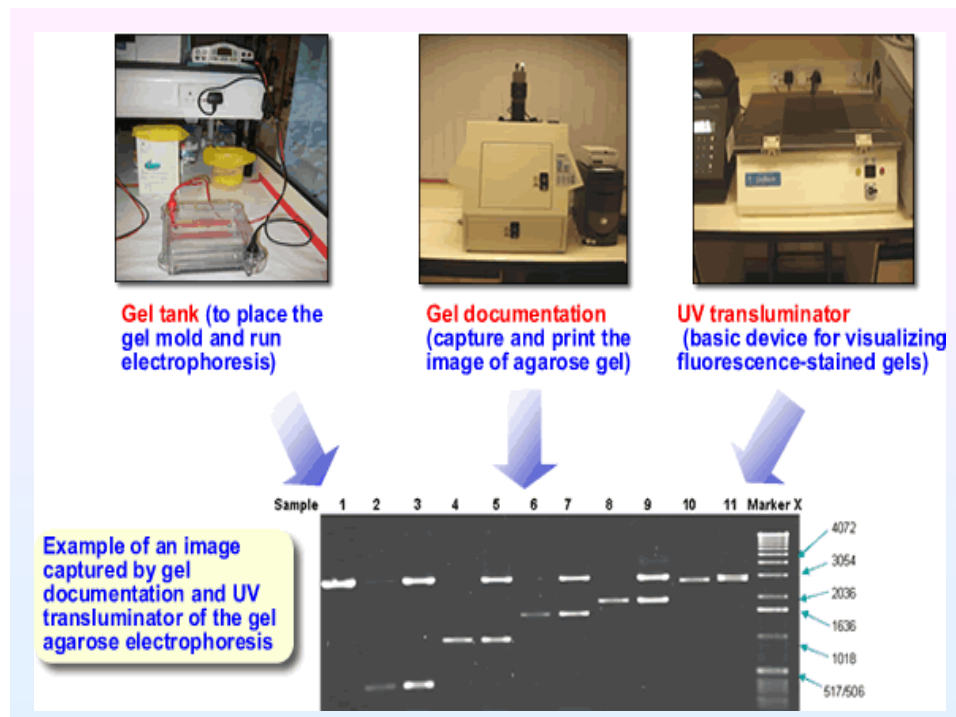 Gel tank (to place the
gel mold and run
electrophoresis)
Gel documentation
(capture and print the
image of agarose gel)
UV transluminator
(basic device for visualizing
fluorescence-stained gels)
Sample 1 2 3 4 5 6 7 8 9 10 11 Marker X
Example of an image
captured by gel
documentation and UV
transluminator of the gel
agarose electrophoresis
4072
3054
2036
1636
1018
517/506